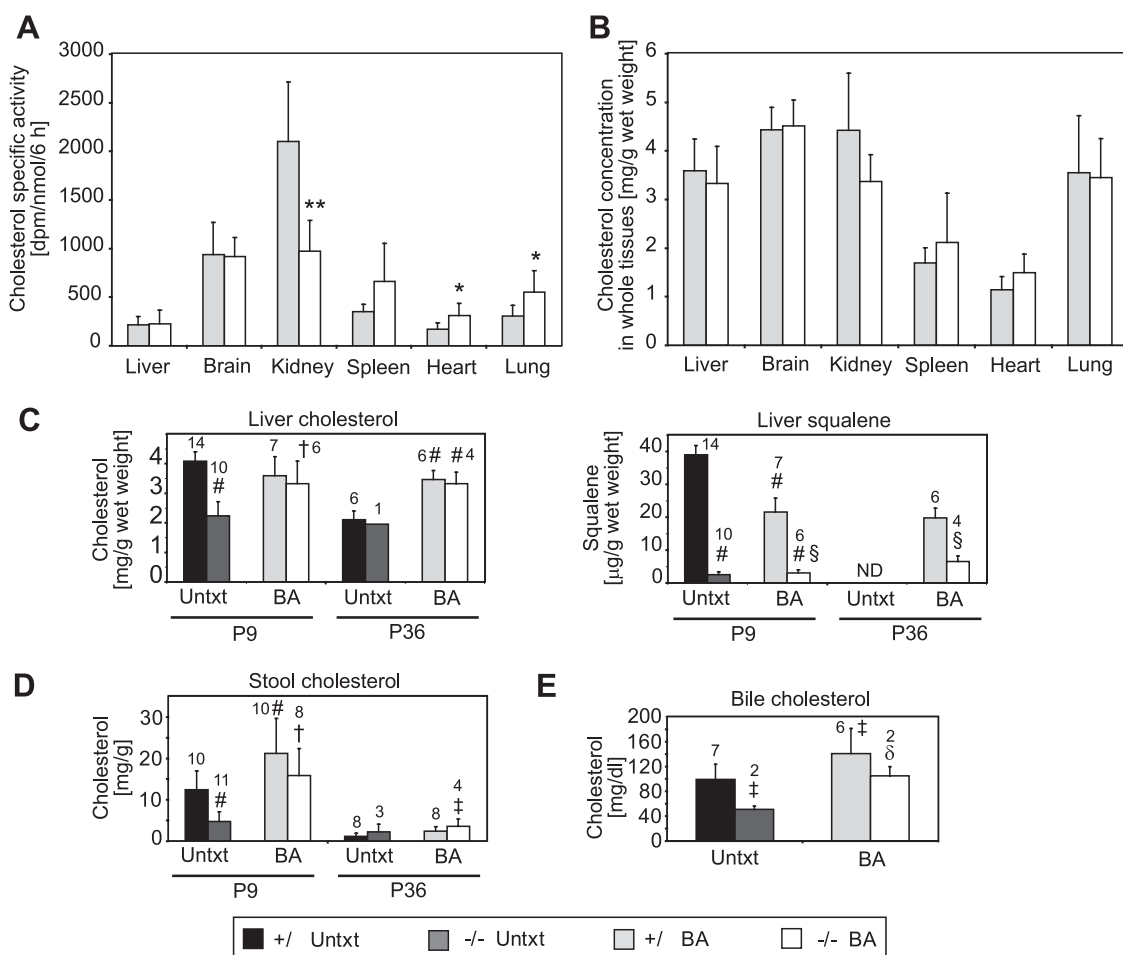 A
Cholesterol specific activity
[dpm/nmol/6 h]
3000
2500
2000
1500
1000
500
0
**
*
*
Liver Brain Kidney Spleen Heart Lung
B
Cholesterol concentration
in whole tissues [mg/g wet weight]
6
5
4
3
2
1
0
Liver Brain Kidney Spleen Heart Lung
C
Liver cholesterol
Cholesterol
[mg/g wet weight]
4
3
2
1
0
14
10
#
7
† 6
6
1
6 #
# 4
Untxt BA Untxt BA
P9 P36
Liver squalene
Squalene
[µg/g wet weight]
40
30
20
10
0
14
10
#
7
#
6
# §
ND
6
4
§
Untxt BA Untxt BA
P9 P36
D
Stool cholesterol
Cholesterol
[mg/g]
30
20
10
0
10
11
#
10 #
8
†
8
3
8
4
‡
Untxt BA Untxt BA
P9 P36
E
Bile cholesterol
Cholesterol
[mg/dl]
200
160
120
80
40
0
7
2
‡
6 ‡
2
δ
Untxt BA
+/ Untxt -/- Untxt +/ BA -/- BA